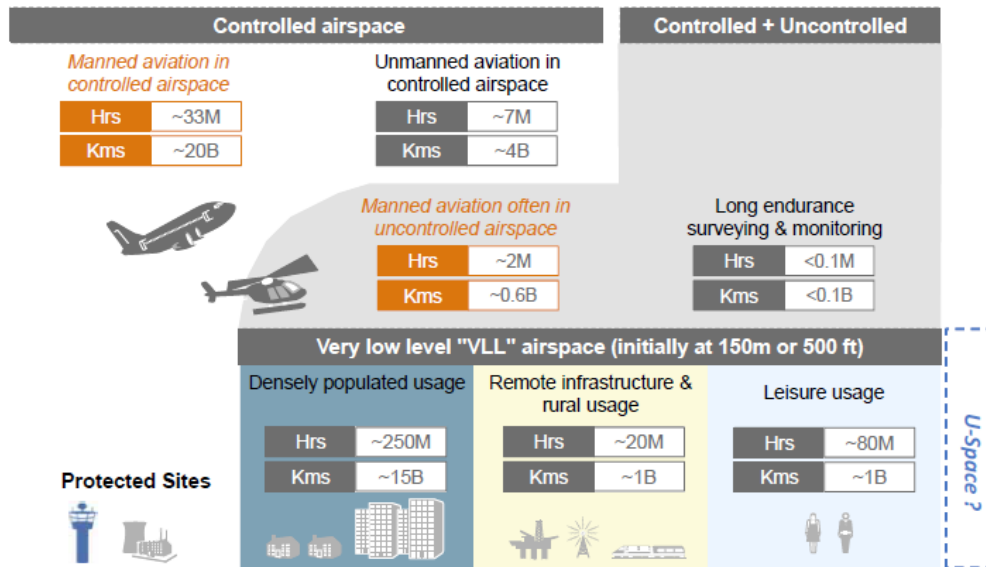 Controlled airspace
Controlled + Uncontrolled
Manned aviation in
controlled airspace
Hrs ~33M
Kms ~20B
Unmanned aviation in
controlled airspace
Hrs ~7M
Kms ~4B
Manned aviation often in
uncontrolled airspace
Hrs ~2M
Kms ~0.6B
Long endurance
surveying & monitoring
Hrs <0.1M
Kms <0.1B
Very low level "VLL" airspace (initially at 150m or 500 ft)
Densely populated usage
Hrs ~250M
Kms ~15B
Remote infrastructure &
rural usage
Hrs ~20M
Kms ~1B
Leisure usage
Hrs ~80M
Kms ~1B
U-Space ?
Protected Sites